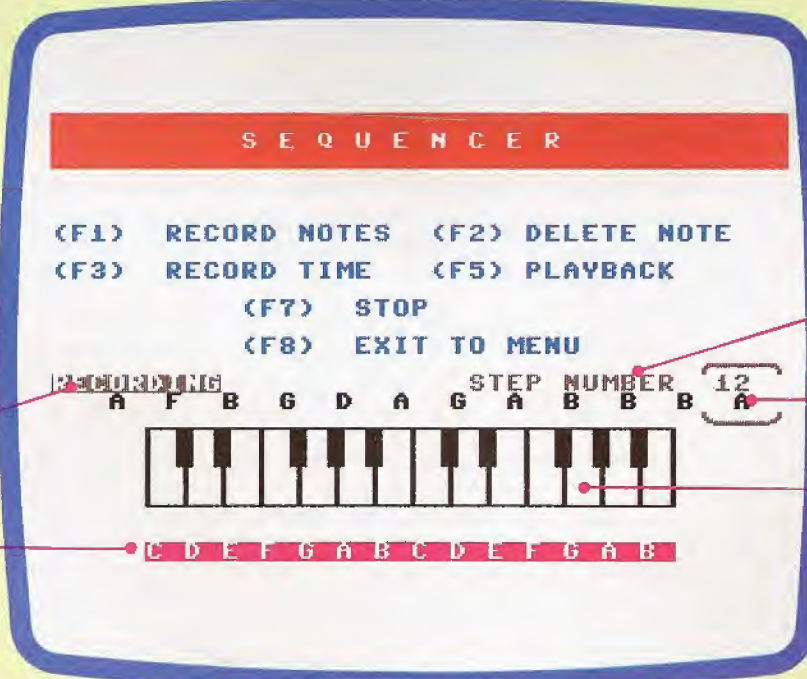 S E Q U E N C E R
(F1) RECORD NOTES (F2) DELETE NOTE
(F3) RECORD TIME (F5) PLAYBACK
(F7) STOP
(F8) EXIT TO MENU
RECORDING STEP NUMBER 12
A F B G D A G A B B B A
C D E F G A B C D E F G A B